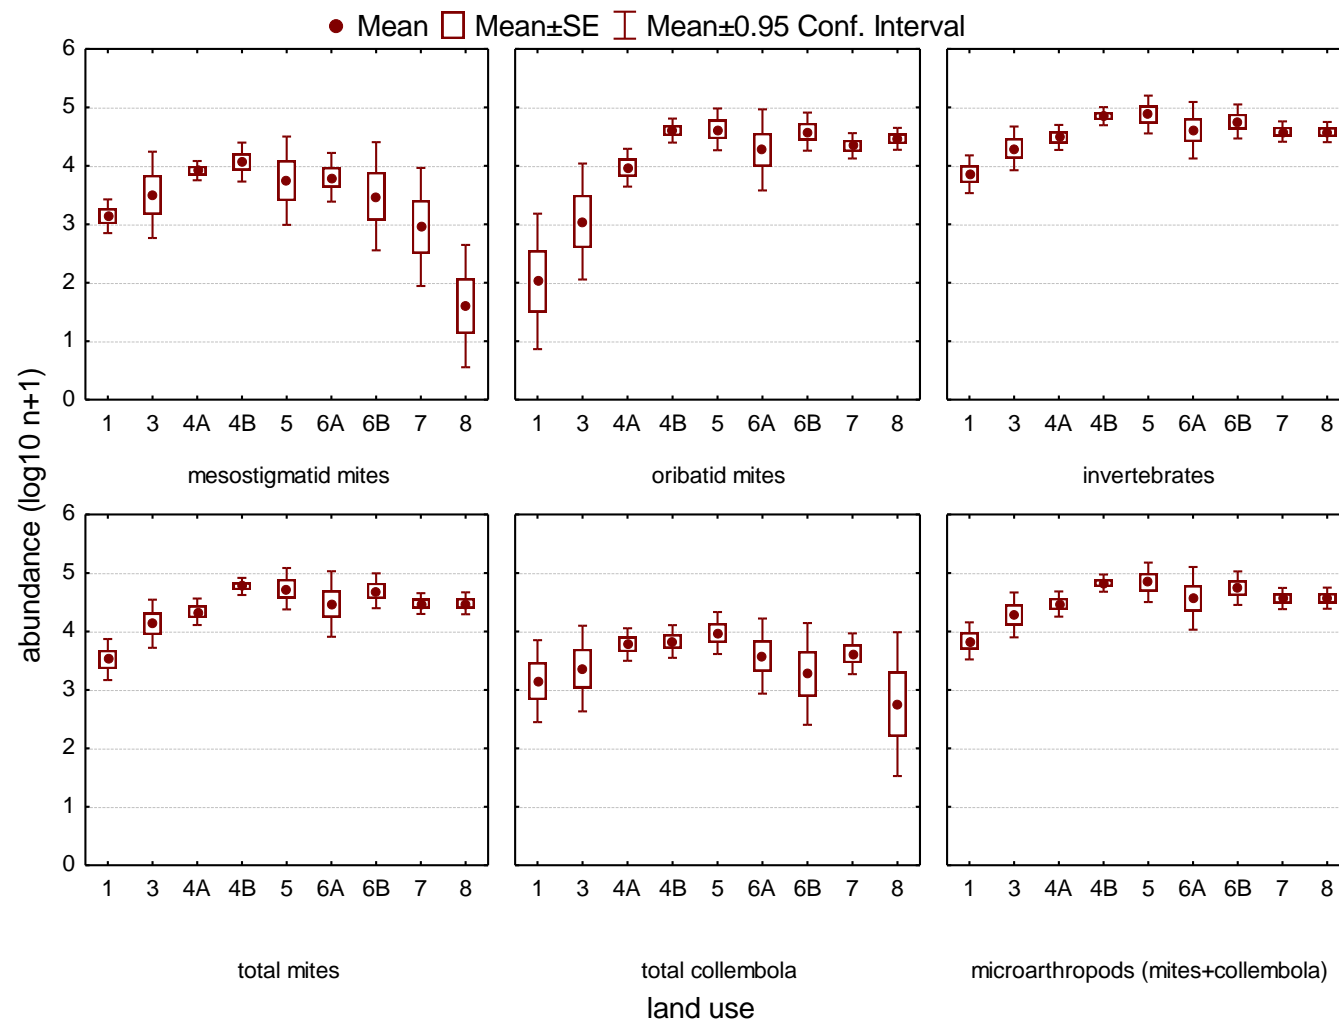 Mean Mean±SE Mean±0.95 Conf. Interval
abundance (log10 n+1)
6
5
4
3
2
1
0
1 3 4A 4B 5 6A 6B 7 8
mesostigmatid mites
1 3 4A 4B 5 6A 6B 7 8
oribatid mites
1 3 4A 4B 5 6A 6B 7 8
invertebrates
6
5
4
3
2
1
0
1 3 4A 4B 5 6A 6B 7 8
total mites
1 3 4A 4B 5 6A 6B 7 8
total collembola
1 3 4A 4B 5 6A 6B 7 8
microarthropods (mites+collembola)
land use